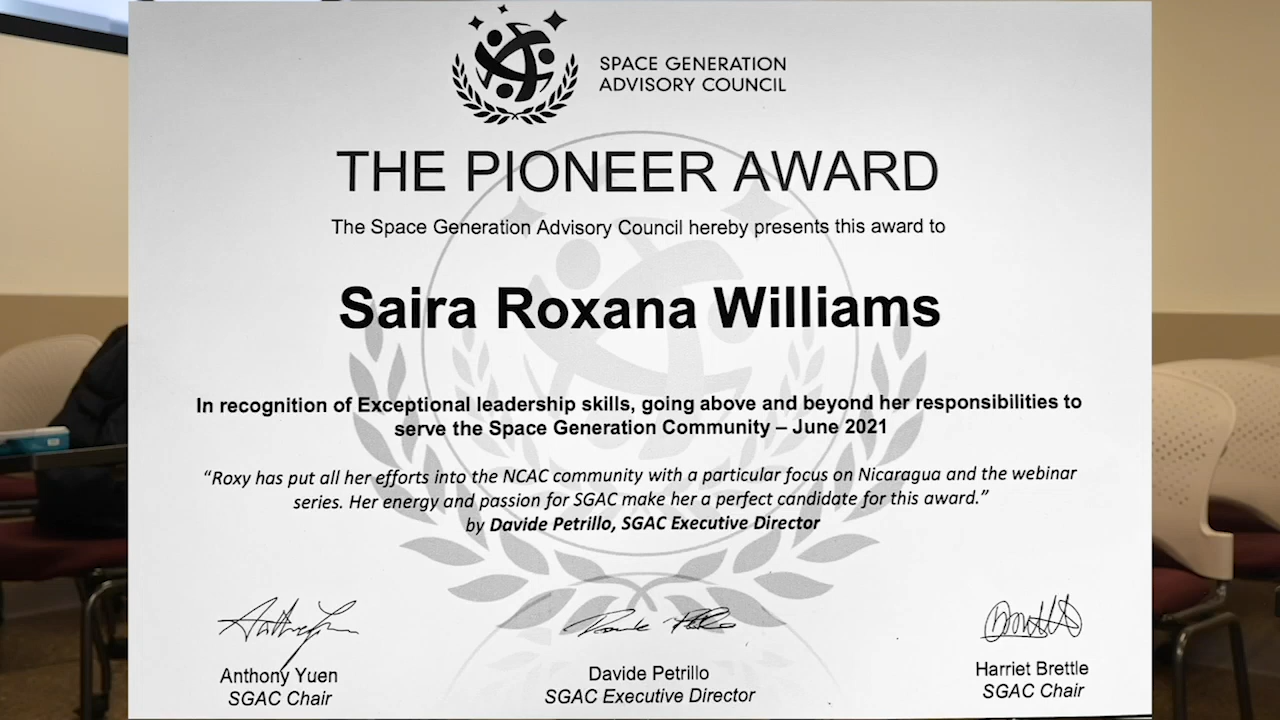 SPACE GENERATION
ADVISORY COUNCIL
THE PIONEER AWARD
The Space Generation Advisory Council hereby presents this award to
Saira Roxana Williams
In recognition of Exceptional leadership skills, going above and beyond her responsibilities to
serve the Space Generation Community – June 2021
“Roxy has put all her efforts into the NCAC community with a particular focus on Nicaragua and the webinar
series. Her energy and passion for SGAC make her a perfect candidate for this award.”
by Davide Petrillo, SGAC Executive Director
Anthony Yuen
SGAC Chair
Davide Petrillo
SGAC Executive Director
Harriet Brettle
SGAC Chair